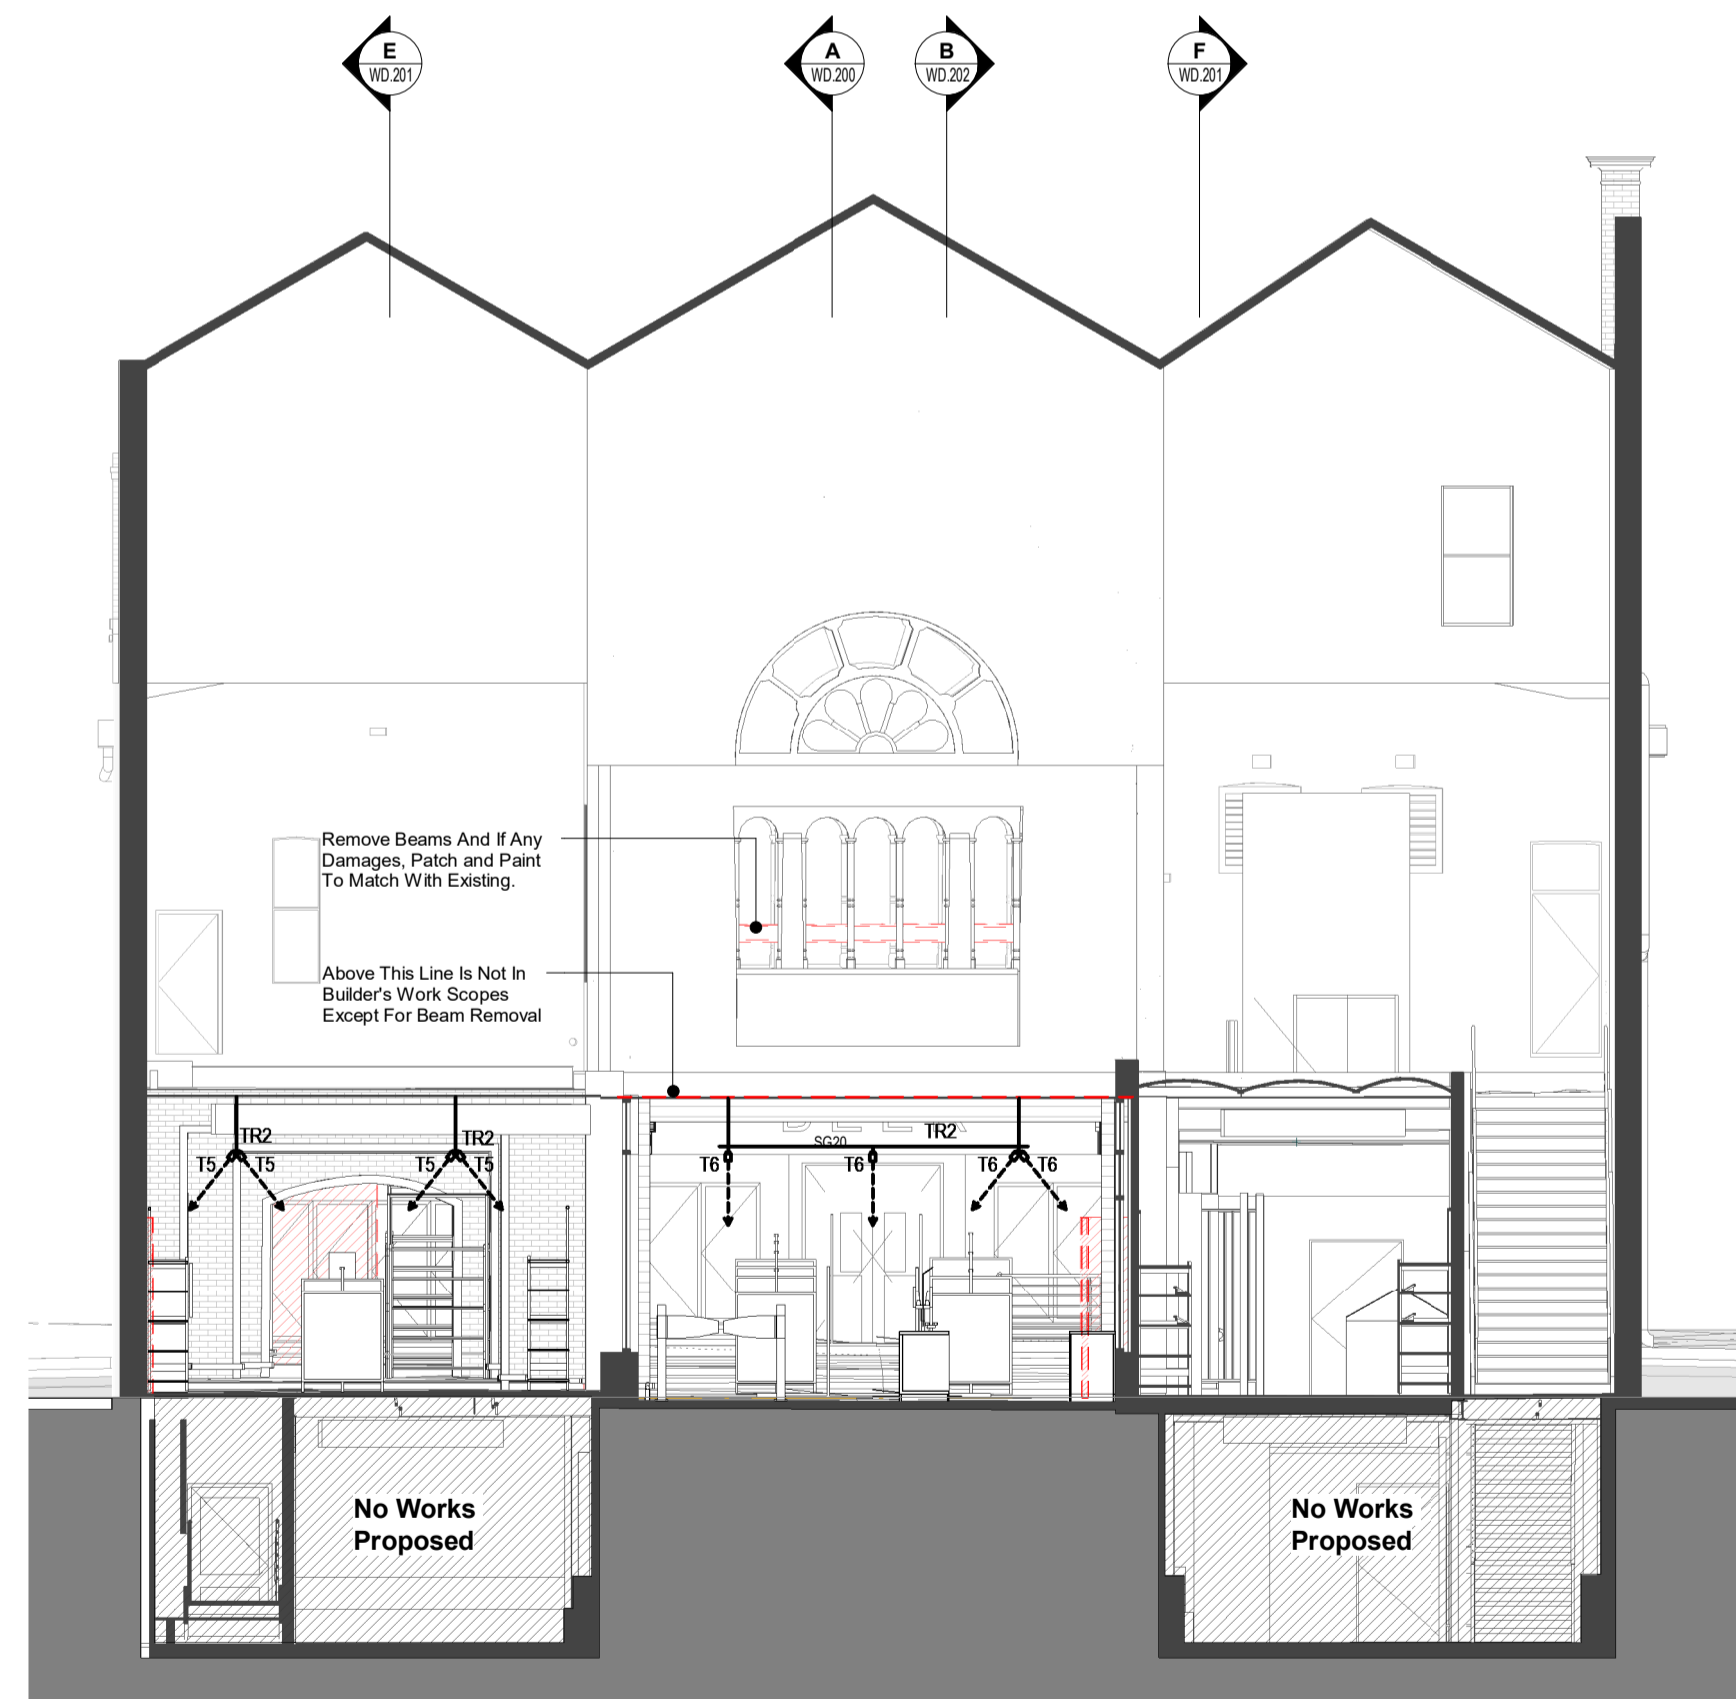 E
WD.201
A
WD.200
B
WD.202
F
WD.201
Remove Beams And If Any
Damages, Patch and Paint
To Match With Existing.
Above This Line Is Not In
Builder's Work Scopes
Except For Beam Removal
TR2
TR2
TR2
SG20
T5
T5
T5
T5
T6
T6
T6
T6
No Works
Proposed
No Works
Proposed